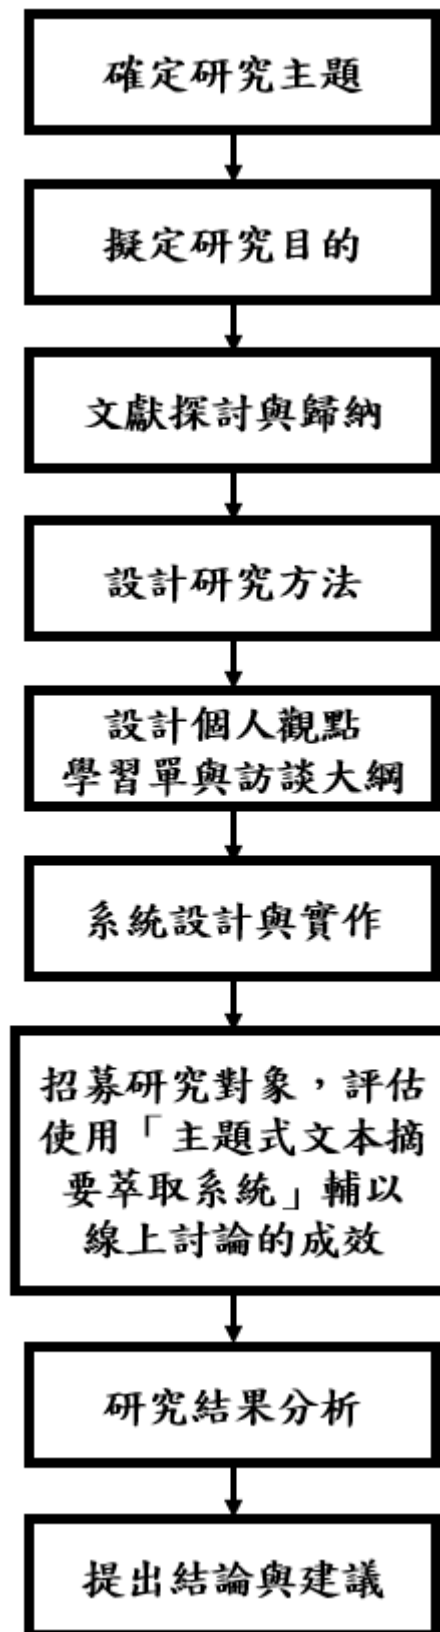 確定研究主題
擬定研究目的
文獻探討與歸納
設計研究方法
設計個人觀點
學習單與訪談大綱
系統設計與實作
招募研究對象，評估
使用「主題式文本摘
要萃取系統」輔以
線上討論的成效
研究結果分析
提出結論與建議